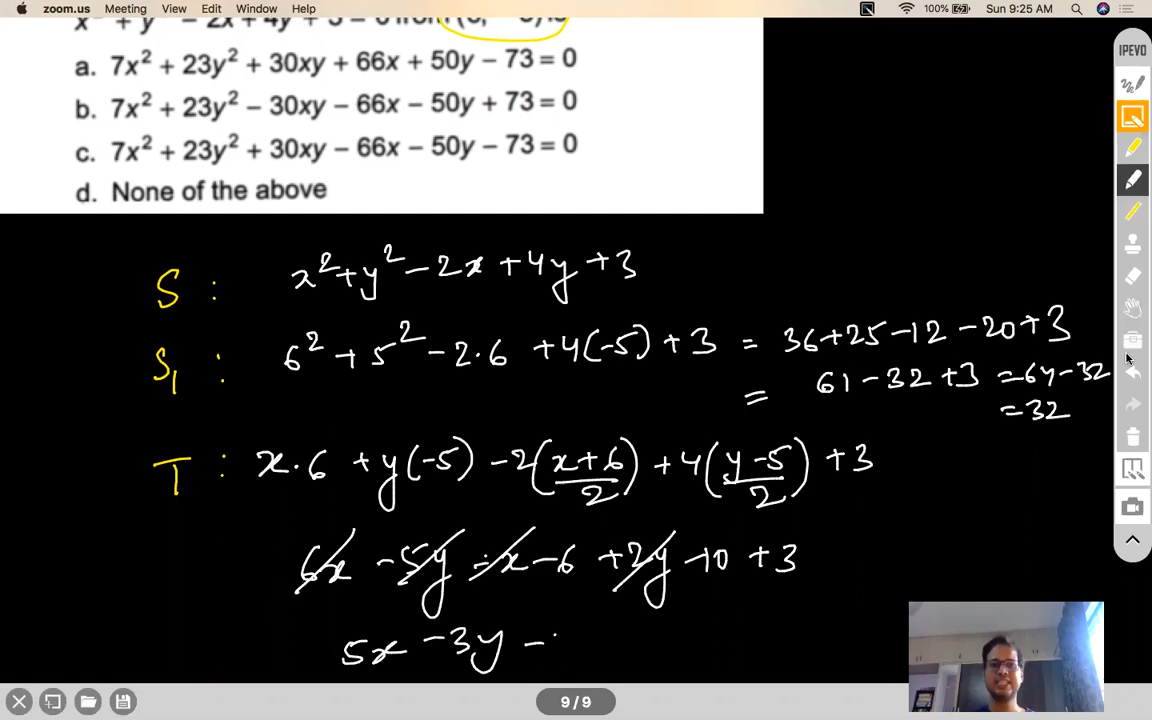 zoom.us Meeting View Edit Window Help 100% Sun 9:25 AM
IPEVO
a. 7x² + 23y² + 30xy + 66x + 50y − 73 = 0
b. 7x² + 23y² − 30xy − 66x − 50y + 73 = 0
c. 7x² + 23y² + 30xy − 66x − 50y − 73 = 0
d. None of the above
S : x² + y² − 2x + 4y + 3
S₁ : 6² + 5² − 2·6 + 4(−5) + 3 = 36+25−12−20+3
= 61 − 32 + 3 = 64 − 32
= 32
T : x·6 + y(−5) − 2((x+6)/2) + 4((y−5)/2) + 3
6x − 5y − x − 6 + 2y − 10 + 3
5x − 3y −
9 / 9